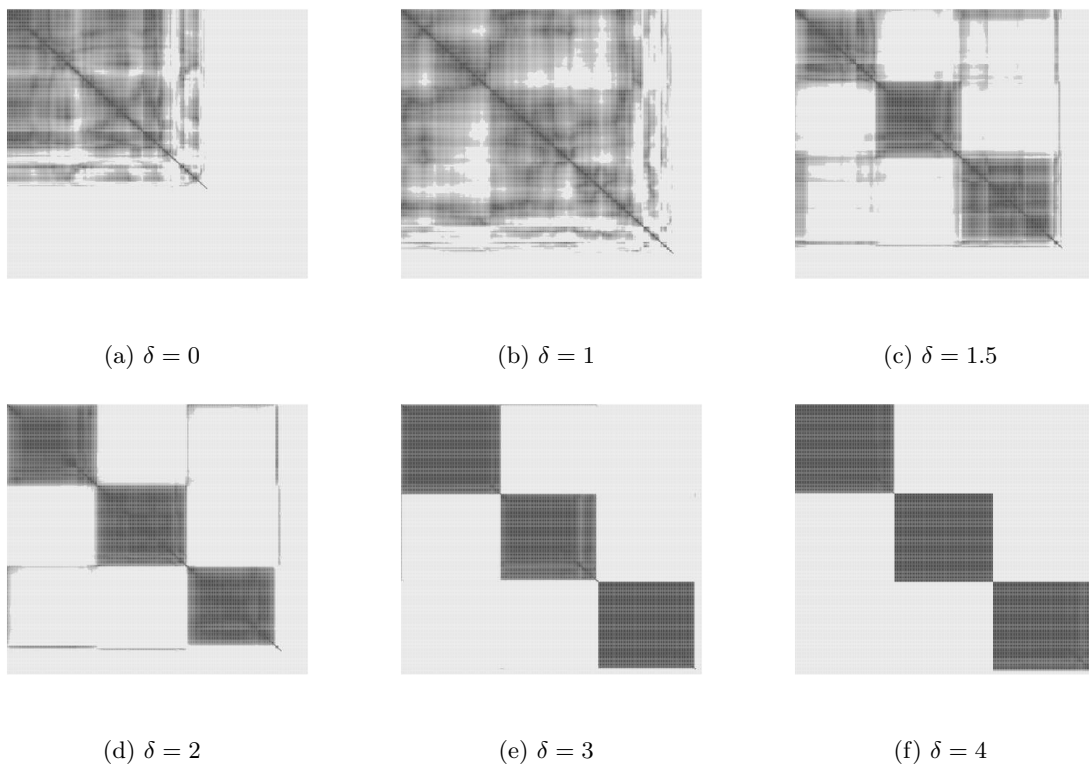 (a) δ = 0
(b) δ = 1
(c) δ = 1.5
(d) δ = 2
(e) δ = 3
(f) δ = 4